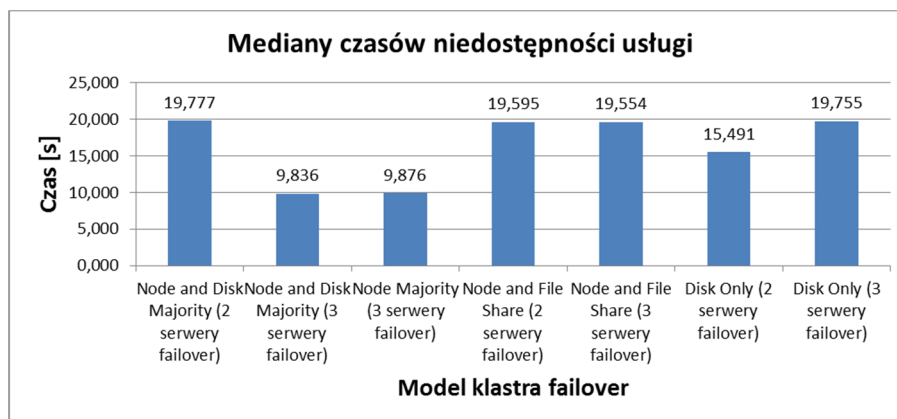 Mediany czasów niedostępności usługi
Czas [s]
25,000
20,000
15,000
10,000
5,000
0,000
19,777
9,836
9,876
19,595
19,554
15,491
19,755
Node and Disk
Majority (2
serwery
failover)
Node and Disk
Majority (3
serwery
failover)
Node Majority
(3 serwery
failover)
Node and File
Share (2
serwery
failover)
Node and File
Share (3
serwery
failover)
Disk Only (2
serwery
failover)
Disk Only (3
serwery
failover)
Model klastra failover